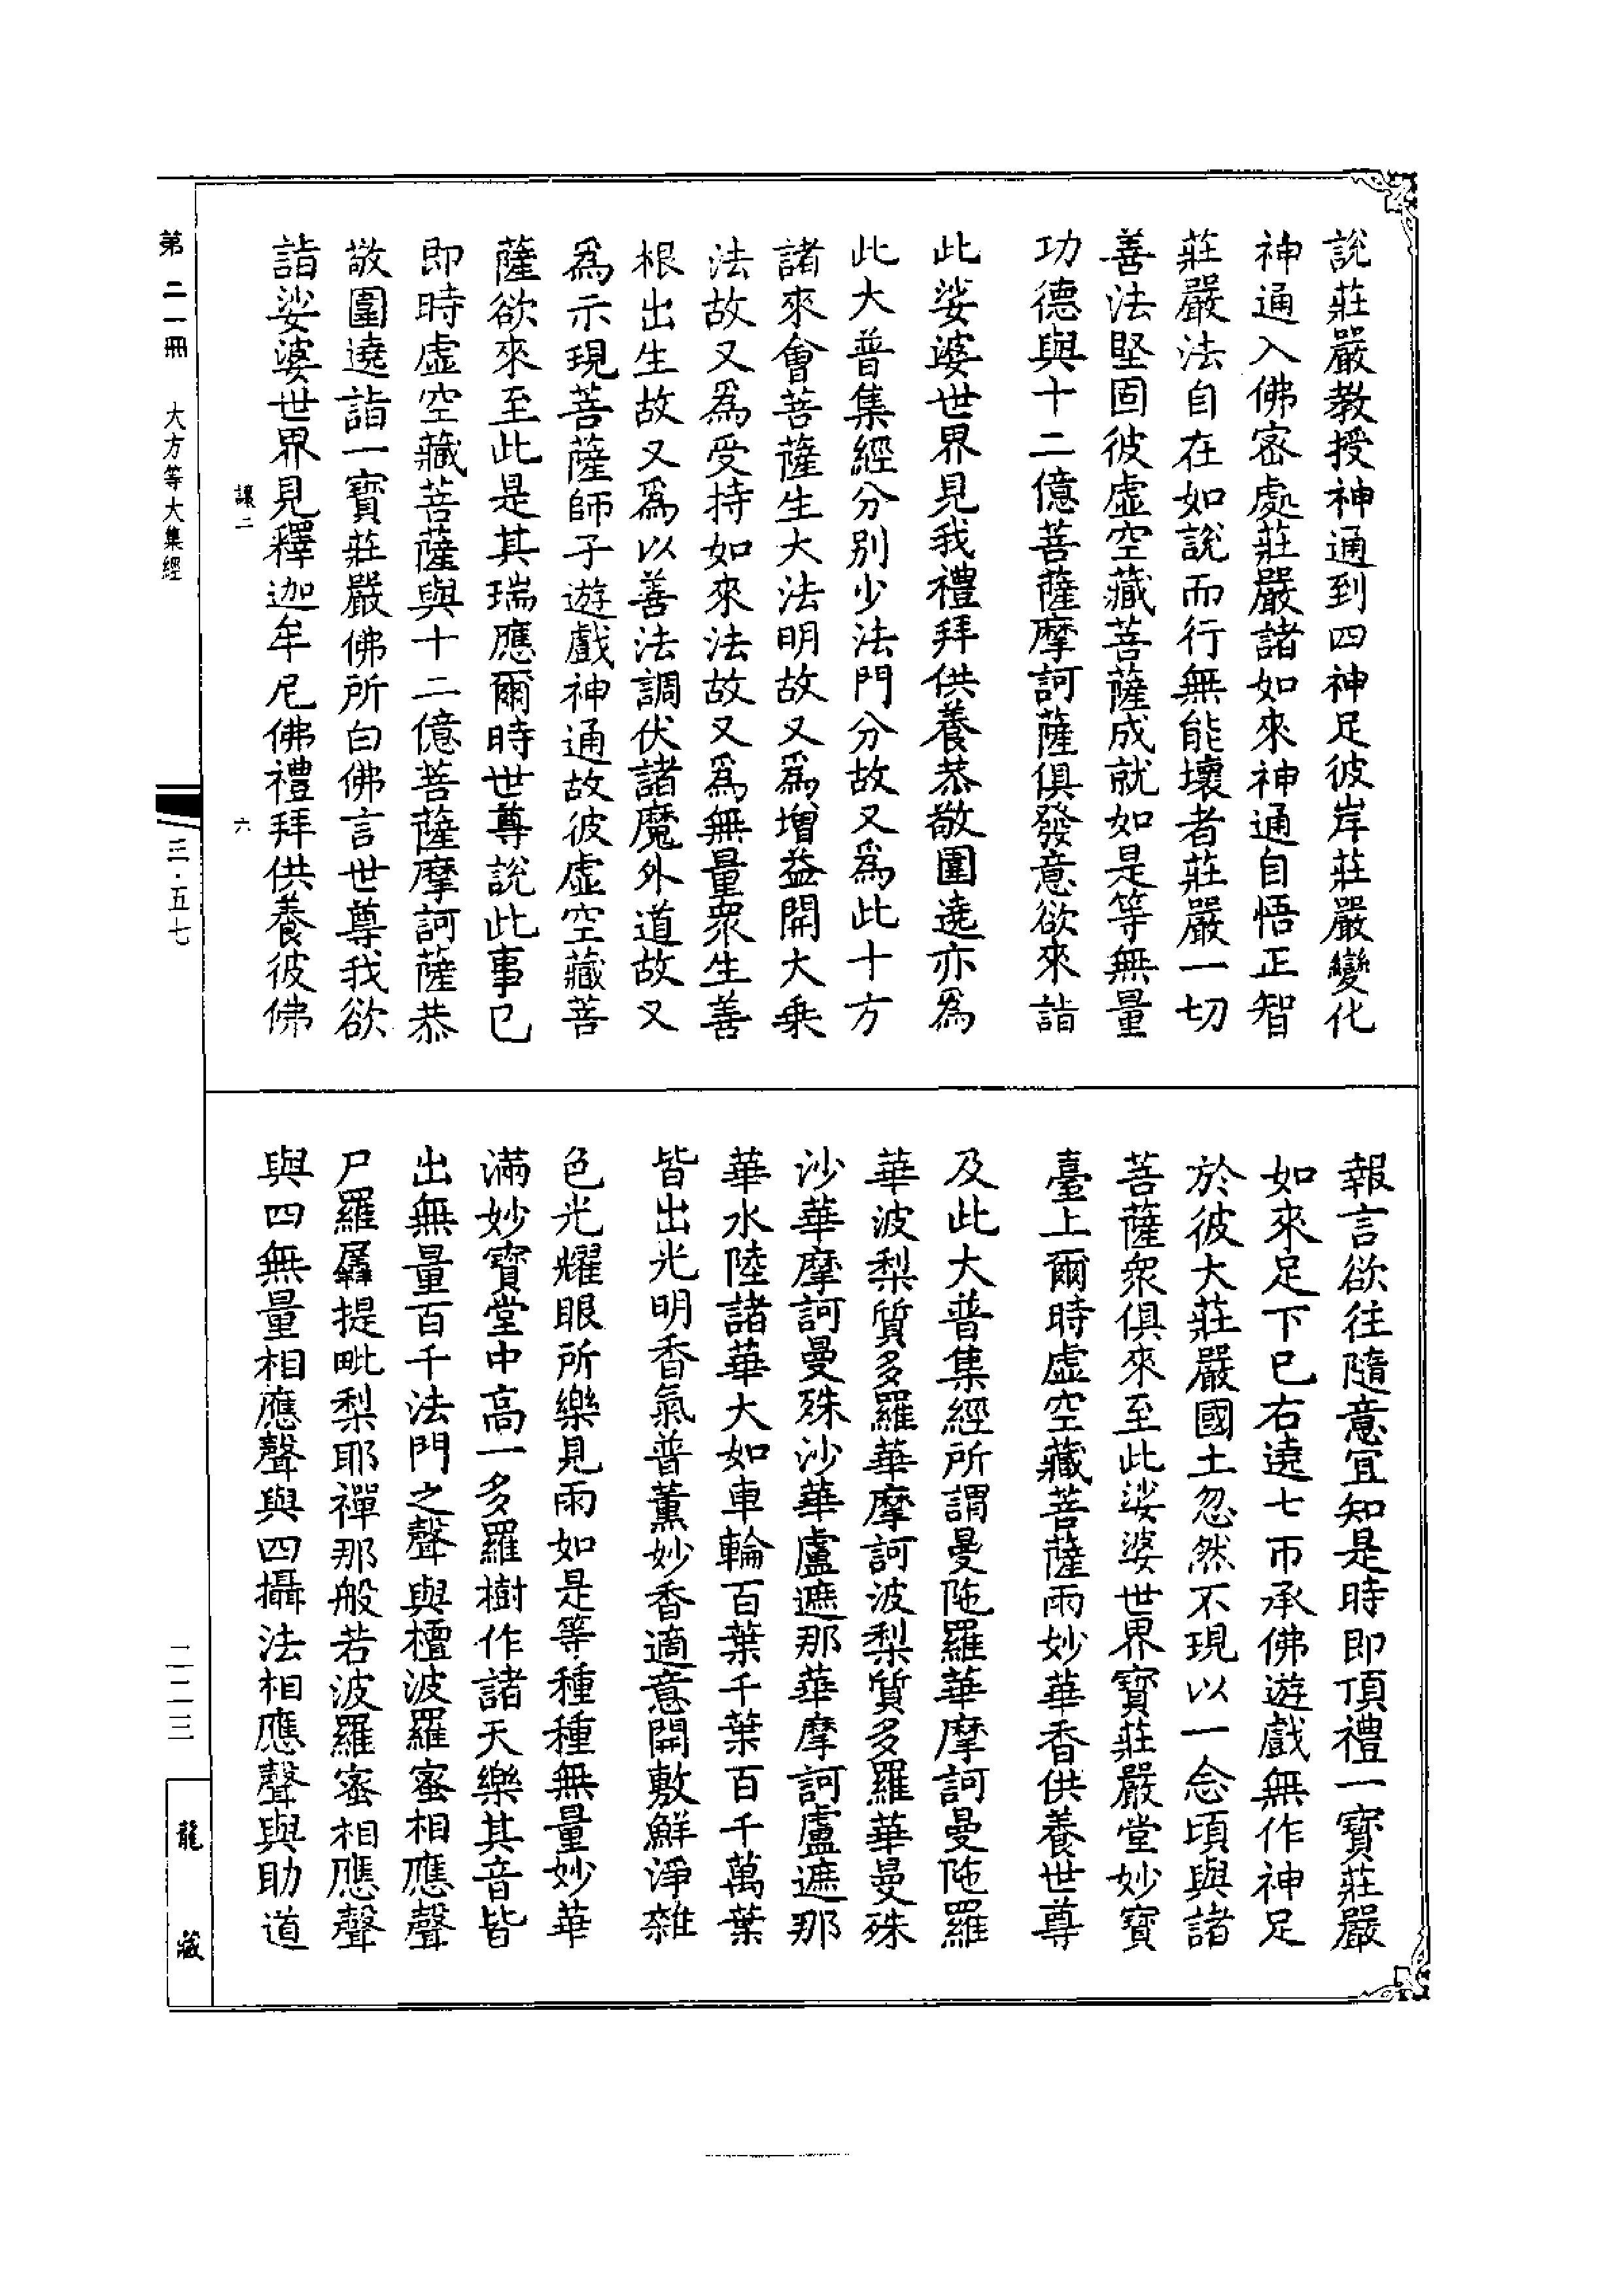 說莊嚴教授神通到四神足彼岸莊嚴變化
神通入佛密處莊嚴諸如來神通自悟正智
莊嚴法自在如說而行無能壞者莊嚴一切
善法堅固彼虛空藏菩薩成就如是等無量
功德與十二億菩薩摩訶薩俱發意欲來詣
此娑婆世界見我禮拜供養恭敬圍遶亦為
此大普集經分別少法門分故又為此十方
諸來會菩薩生大法明故又為增益開大乘
法故又為受持如來法故又為無量衆生善
根出生故又為以善法調伏諸魔外道故又
為示現菩薩師子遊戲神通故彼虛空藏菩
薩欲來至此是其瑞應爾時世尊說此事已
即時虛空藏菩薩與十二億菩薩摩訶薩恭
敬圍遶詣一寶莊嚴佛所白佛言世尊我欲
詣娑婆世界見釋迦牟尼佛禮拜供養彼佛
報言欲往隨意宜知是時即頂禮一寶莊嚴
如來足下已右遶七帀承佛遊戲無作神足
於彼大莊嚴國土忽然不現以一念頃與諸
菩薩衆俱來至此娑婆世界寶莊嚴堂妙寶
臺上爾時虛空藏菩薩雨妙華香供養世尊
及此大普集經所謂曼陁羅華摩訶曼陁羅
華波梨質多羅華摩訶波梨質多羅華曼殊
沙華摩訶曼殊沙華盧遮那華摩訶盧遮那
華水陸諸華大如車輪百葉千葉百千萬葉
皆出光明香氣普薰妙香適意開敷鮮淨雜
色光耀眼所樂見雨如是等種種無量妙華
滿妙寶堂中高一多羅樹作諸天樂其音皆
出無量百千法門之聲與檀波羅蜜相應聲
尸羅羼提毗梨耶禪那般若波羅蜜相應聲
與四無量相應聲與四攝法相應聲與助道
讓二 六
第二一冊 大方等大集經 三·五七 二二三 龍藏